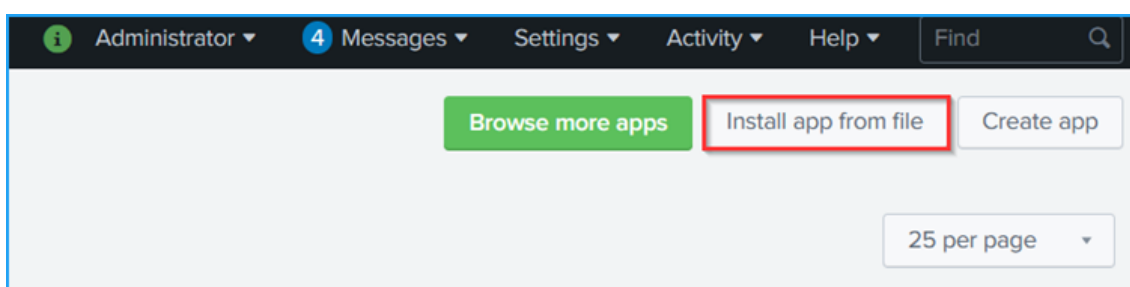 i Administrator 4 Messages Settings Activity Help Find
Browse more apps Install app from file Create app
25 per page